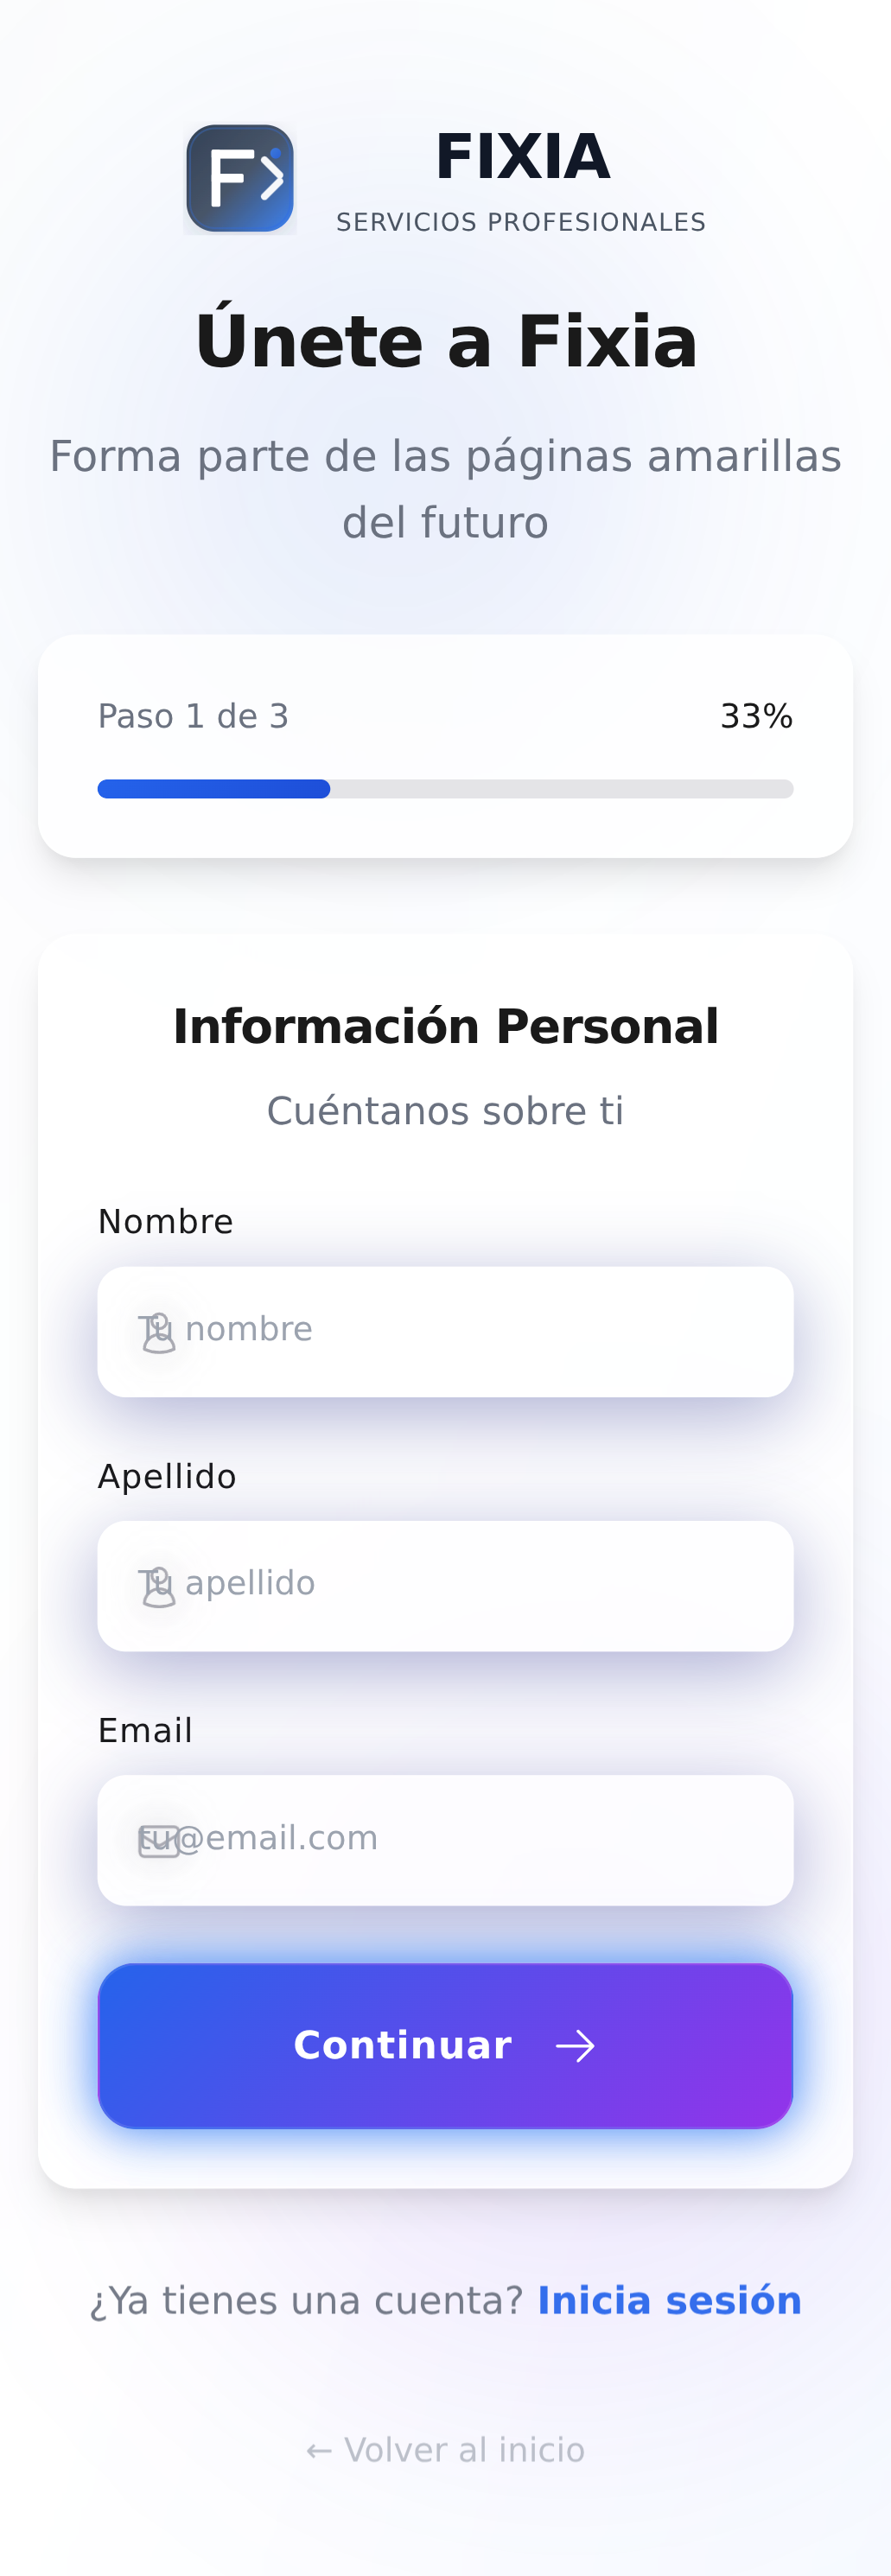 FIXIA
SERVICIOS PROFESIONALES
Únete a Fixia
Forma parte de las páginas amarillas
del futuro
Paso 1 de 3
33%
Información Personal
Cuéntanos sobre ti
Nombre
Tu nombre
Apellido
Tu apellido
Email
tu@email.com
Continuar →
¿Ya tienes una cuenta? Inicia sesión
← Volver al inicio